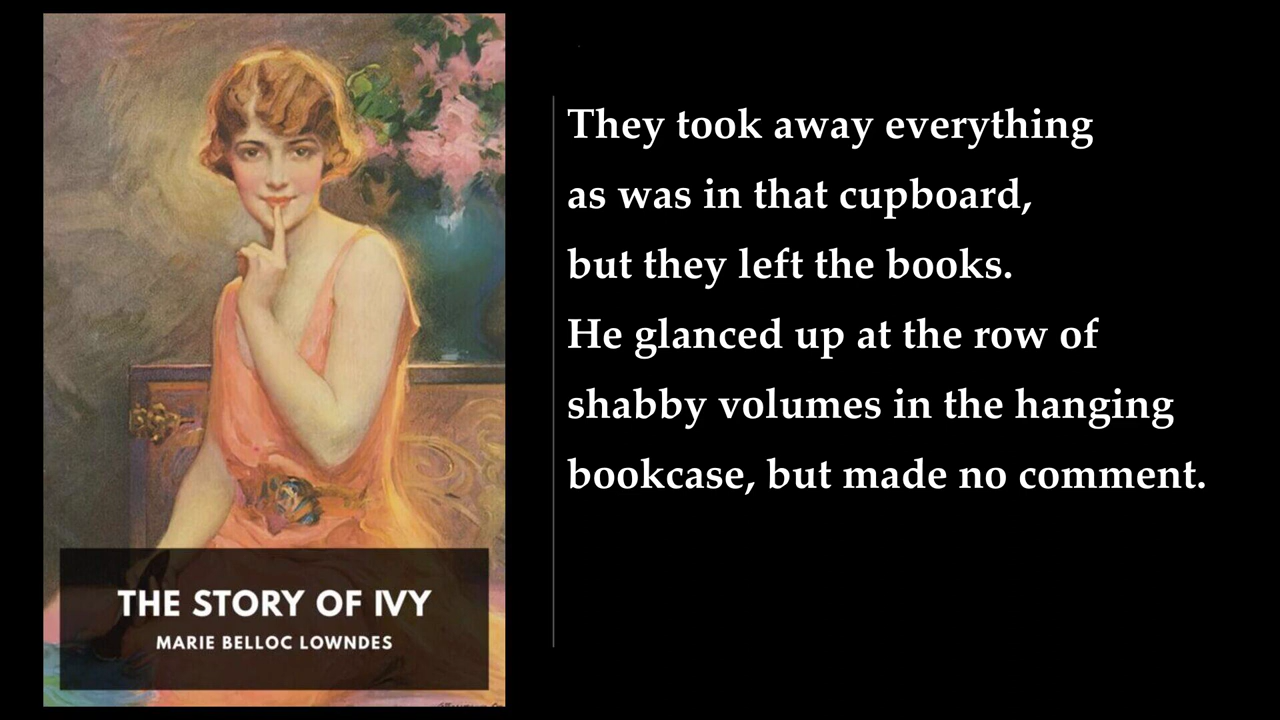 THE STORY OF IVY
MARIE BELLOC LOWNDES
They took away everything
as was in that cupboard,
but they left the books.
He glanced up at the row of
shabby volumes in the hanging
bookcase, but made no comment.